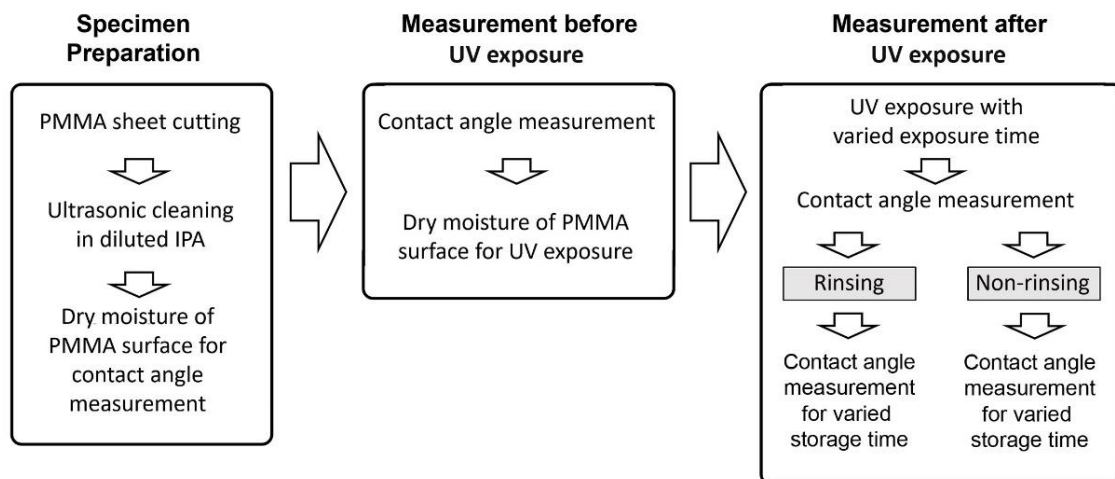 Specimen
Preparation
PMMA sheet cutting
Ultrasonic cleaning
in diluted IPA
Dry moisture of
PMMA surface for
contact angle
measurement
Measurement before
UV exposure
Contact angle measurement
Dry moisture of PMMA
surface for UV exposure
Measurement after
UV exposure
UV exposure with
varied exposure time
Contact angle measurement
Rinsing
Contact angle
measurement
for varied
storage time
Non-rinsing
Contact angle
measurement
for varied
storage time